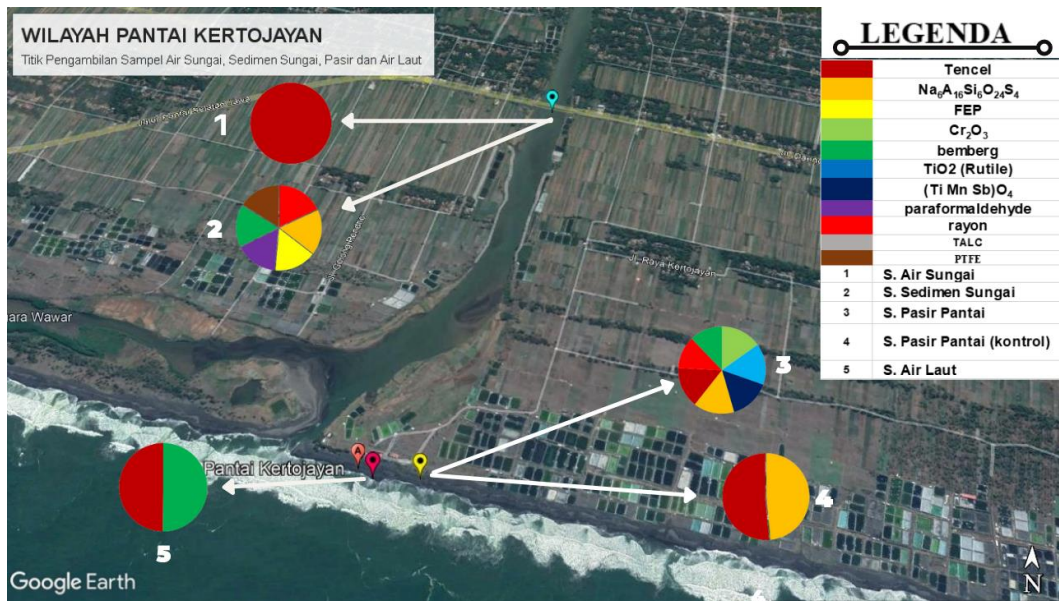 WILAYAH PANTAI KERTOJAYAN
Titik Pengambilan Sampel Air Sungai, Sedimen Sungai, Pasir dan Air Laut
LEGENDA
Tencel
Na₆A₁₆Si₆O₂₄S₄
FEP
Cr₂O₃
bemberg
TiO2 (Rutile)
(Ti Mn Sb)O₄
paraformaldehyde
rayon
TALC
PTFE
1 S. Air Sungai
2 S. Sedimen Sungai
3 S. Pasir Pantai
4 S. Pasir Pantai (kontrol)
5 S. Air Laut
1
2
Jl. Raya Kertojayan
ara Wawar
3
A
Pantai Kertojayan
4
5
Google Earth
N